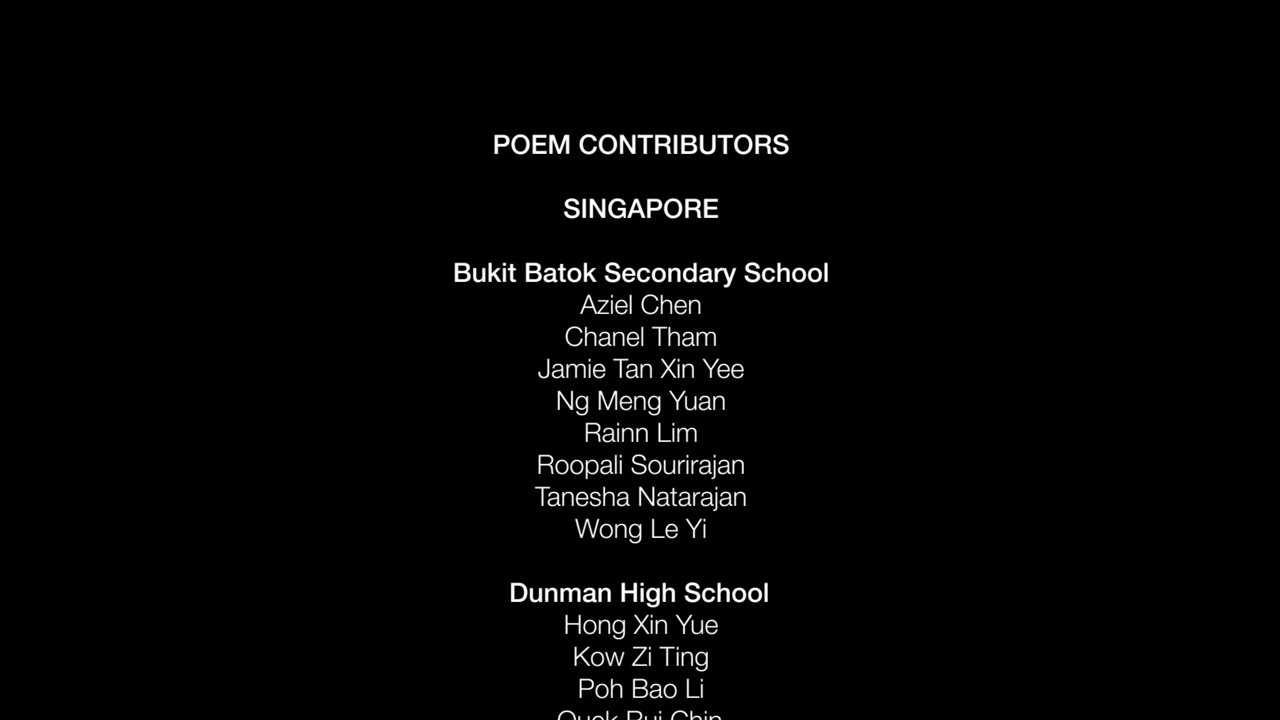 POEM CONTRIBUTORS
SINGAPORE
Bukit Batok Secondary School
Aziel Chen
Chanel Tham
Jamie Tan Xin Yee
Ng Meng Yuan
Rainn Lim
Roopali Sourirajan
Tanesha Natarajan
Wong Le Yi
Dunman High School
Hong Xin Yue
Kow Zi Ting
Poh Bao Li